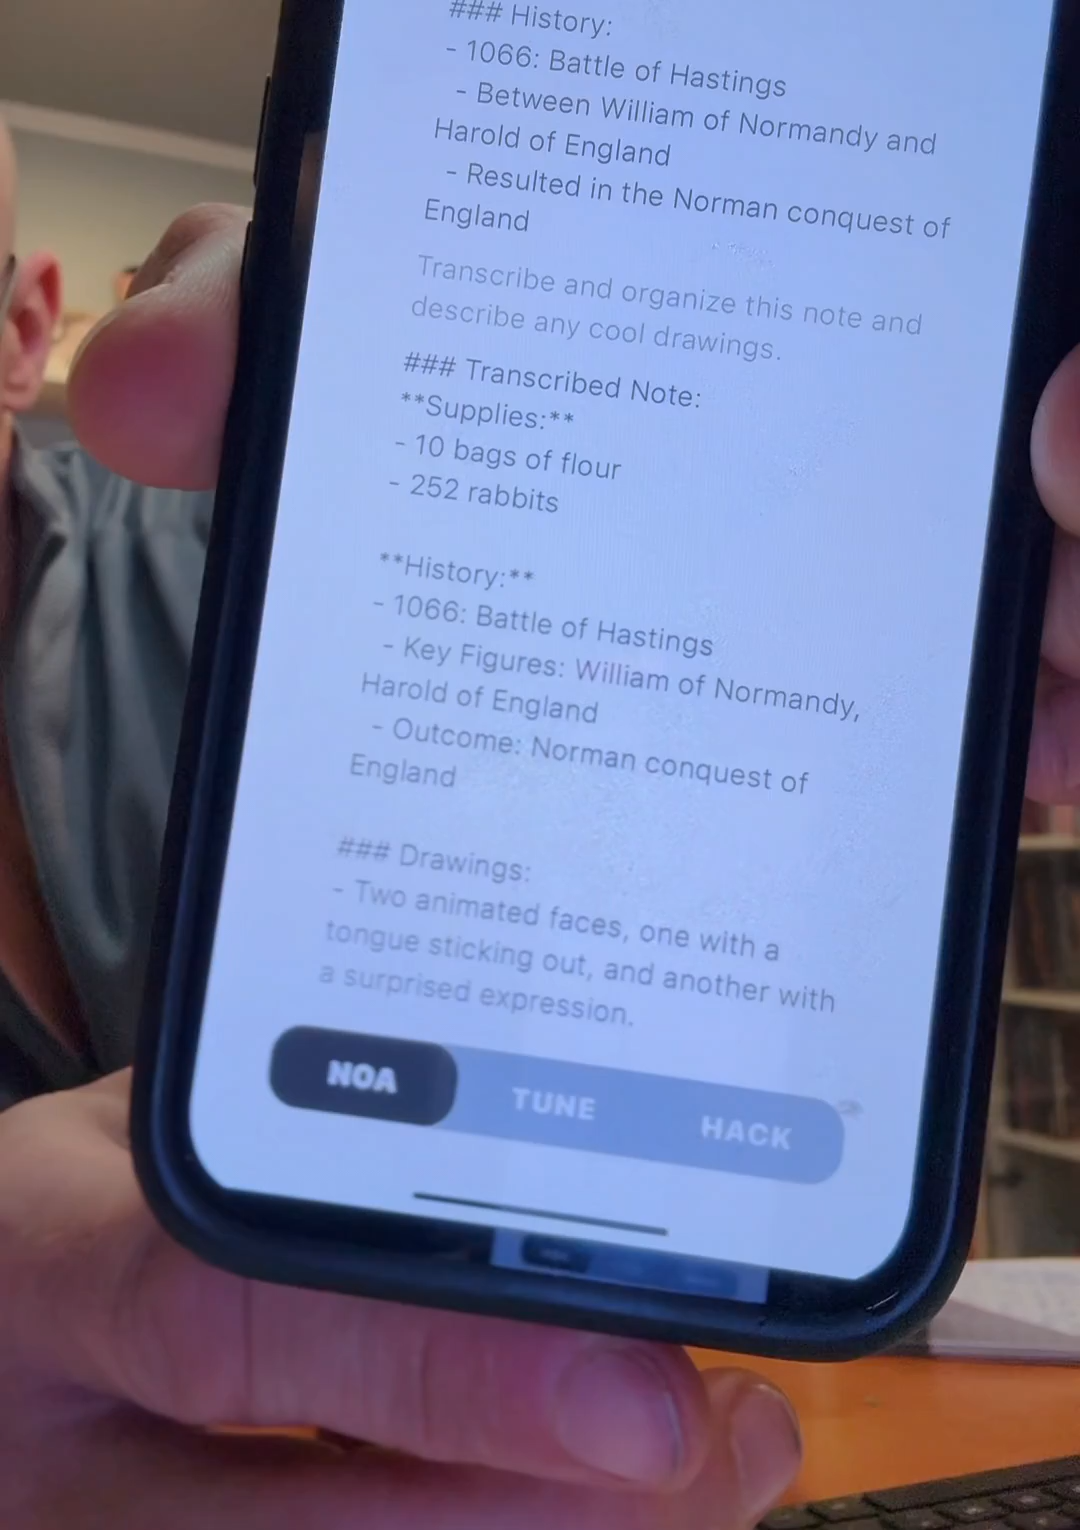 ### History:
- 1066: Battle of Hastings
- Between William of Normandy and
Harold of England
- Resulted in the Norman conquest of
England
Transcribe and organize this note and
describe any cool drawings.
### Transcribed Note:
**Supplies:**
- 10 bags of flour
- 252 rabbits
**History:**
- 1066: Battle of Hastings
- Key Figures: William of Normandy,
Harold of England
- Outcome: Norman conquest of
England
### Drawings:
- Two animated faces, one with a
tongue sticking out, and another with
a surprised expression.
NOA TUNE HACK